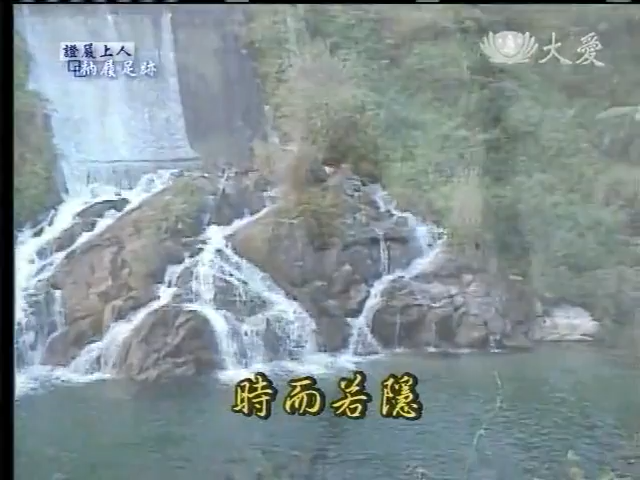 證嚴上人
衲履足跡
大愛
時而若隱